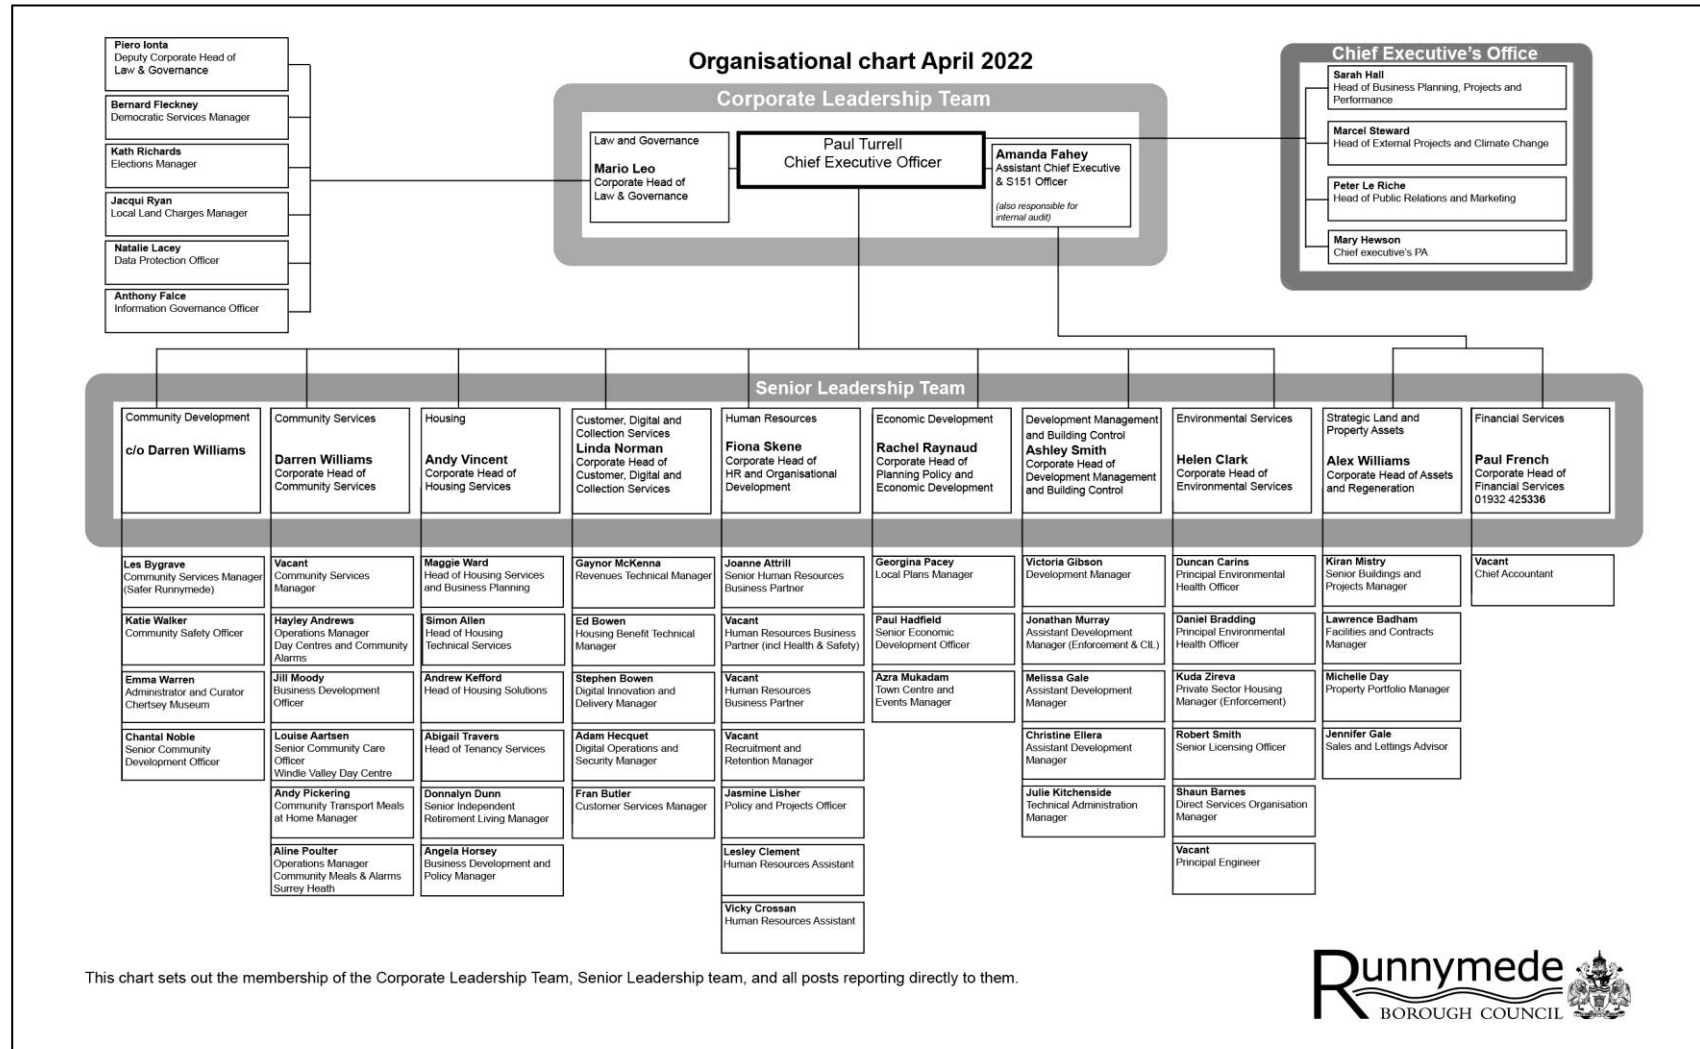 Organisational chart April 2022
Piero Ionta
Deputy Corporate Head of
Law & Governance
Bernard Fleckney
Democratic Services Manager
Kath Richards
Elections Manager
Jacqui Ryan
Local Land Charges Manager
Natalie Lacey
Data Protection Officer
Anthony Falce
Information Governance Officer
Corporate Leadership Team
Law and Governance
Mario Leo
Corporate Head of
Law & Governance
Paul Turrell
Chief Executive Officer
Amanda Fahey
Assistant Chief Executive
& S151 Officer
(also responsible for
internal audit)
Chief Executive's Office
Sarah Hall
Head of Business Planning, Projects and
Performance
Marcel Steward
Head of External Projects and Climate Change
Peter Le Riche
Head of Public Relations and Marketing
Mary Hewson
Chief executive's PA
Senior Leadership Team
Community Development
c/o Darren Williams
Community Services
Darren Williams
Corporate Head of
Community Services
Housing
Andy Vincent
Corporate Head of
Housing Services
Customer, Digital and
Collection Services
Linda Norman
Corporate Head of
Customer, Digital and
Collection Services
Human Resources
Fiona Skene
Corporate Head of
HR and Organisational
Development
Economic Development
Rachel Raynaud
Corporate Head of
Planning Policy and
Economic Development
Development Management
and Building Control
Ashley Smith
Corporate Head of
Development Management
and Building Control
Environmental Services
Helen Clark
Corporate Head of
Environmental Services
Strategic Land and
Property Assets
Alex Williams
Corporate Head of Assets
and Regeneration
Financial Services
Paul French
Corporate Head of
Financial Services
01932 425336
Les Bygrave
Community Services Manager
(Safer Runnymede)
Katie Walker
Community Safety Officer
Emma Warren
Administrator and Curator
Chertsey Museum
Chantal Noble
Senior Community
Development Officer
Vacant
Community Services
Manager
Hayley Andrews
Operations Manager
Day Centres and Community
Alarms
Jill Moody
Business Development
Officer
Louise Aartsen
Senior Community Care
Officer
Windle Valley Day Centre
Andy Pickering
Community Transport Meals
at Home Manager
Aline Poulter
Operations Manager
Community Meals & Alarms
Surrey Heath
Maggie Ward
Head of Housing Services
and Business Planning
Simon Allen
Head of Housing
Technical Services
Andrew Kefford
Head of Housing Solutions
Abigail Travers
Head of Tenancy Services
Donnalyn Dunn
Senior Independent
Retirement Living Manager
Angela Horsey
Business Development and
Policy Manager
Gaynor McKenna
Revenues Technical Manager
Ed Bowen
Housing Benefit Technical
Manager
Stephen Bowen
Digital Innovation and
Delivery Manager
Adam Hecquet
Digital Operations and
Security Manager
Fran Butler
Customer Services Manager
Joanne Attrill
Senior Human Resources
Business Partner
Vacant
Human Resources Business
Partner (incl Health & Safety)
Vacant
Human Resources
Business Partner
Vacant
Recruitment and
Retention Manager
Jasmine Lisher
Policy and Projects Officer
Lesley Clement
Human Resources Assistant
Vicky Crossan
Human Resources Assistant
Georgina Pacey
Local Plans Manager
Paul Hadfield
Senior Economic
Development Officer
Azra Mukadam
Town Centre and
Events Manager
Victoria Gibson
Development Manager
Jonathan Murray
Assistant Development
Manager (Enforcement & CIL)
Melissa Gale
Assistant Development
Manager
Christine Ellera
Assistant Development
Manager
Julie Kitchenside
Technical Administration
Manager
Duncan Carins
Principal Environmental
Health Officer
Daniel Bradding
Principal Environmental
Health Officer
Kuda Zireva
Private Sector Housing
Manager (Enforcement)
Robert Smith
Senior Licensing Officer
Shaun Barnes
Direct Services Organisation
Manager
Vacant
Principal Engineer
Kiran Mistry
Senior Buildings and
Projects Manager
Lawrence Badham
Facilities and Contracts
Manager
Michelle Day
Property Portfolio Manager
Jennifer Gale
Sales and Lettings Advisor
Vacant
Chief Accountant
This chart sets out the membership of the Corporate Leadership Team, Senior Leadership team, and all posts reporting directly to them.
Runnymede
BOROUGH COUNCIL